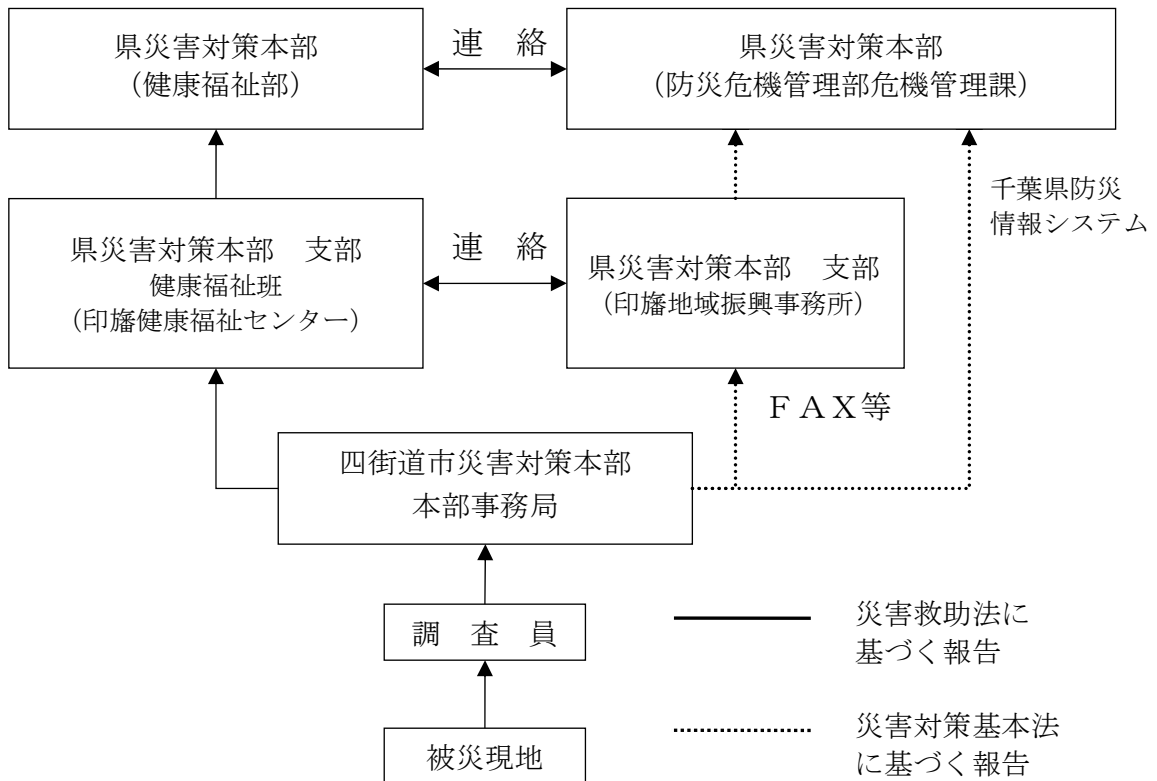 県災害対策本部
（健康福祉部）
連　絡
県災害対策本部
（防災危機管理部危機管理課）
千葉県防災
情報システム
県災害対策本部　支部
健康福祉班
（印旛健康福祉センター）
連　絡
県災害対策本部　支部
（印旛地域振興事務所）
ＦＡＸ等
四街道市災害対策本部
本部事務局
調　査　員
被災現地
災害救助法に
基づく報告
災害対策基本法
に基づく報告